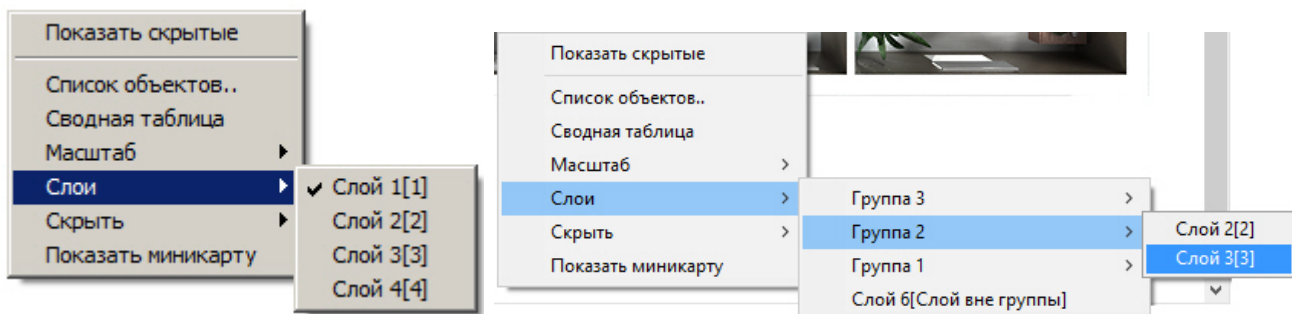 Показать скрытые
Список объектов..
Сводная таблица
Масштаб
Слои
Скрыть
Показать миникарту
Слой 1[1]
Слой 2[2]
Слой 3[3]
Слой 4[4]
Показать скрытые
Список объектов..
Сводная таблица
Масштаб
Слои
Скрыть
Показать миникарту
Группа 3
Группа 2
Группа 1
Слой 6[Слой вне группы]
Слой 2[2]
Слой 3[3]